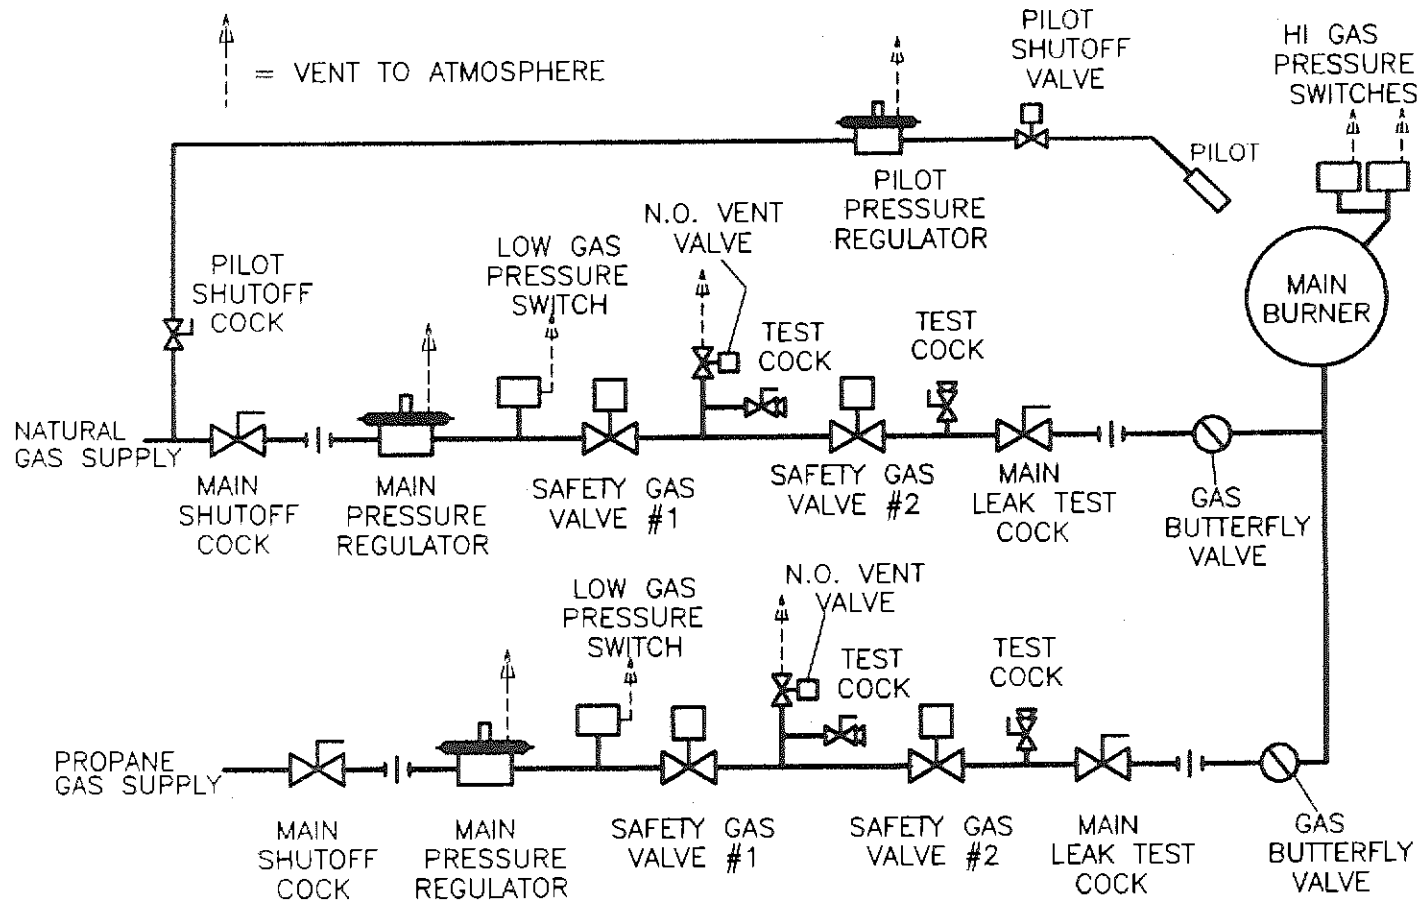 = VENT TO ATMOSPHERE
PILOT
SHUTOFF
VALVE
HI GAS
PRESSURE
SWITCHES
PILOT
PILOT
PRESSURE
REGULATOR
N.O. VENT
VALVE
LOW GAS
PRESSURE
SWITCH
PILOT
SHUTOFF
COCK
TEST
COCK
TEST
COCK
MAIN
BURNER
NATURAL
GAS SUPPLY
MAIN
SHUTOFF
COCK
MAIN
PRESSURE
REGULATOR
SAFETY GAS
VALVE #1
SAFETY GAS
VALVE #2
MAIN
LEAK TEST
COCK
GAS
BUTTERFLY
VALVE
LOW GAS
PRESSURE
SWITCH
N.O. VENT
VALVE
TEST
COCK
TEST
COCK
PROPANE
GAS SUPPLY
MAIN
SHUTOFF
COCK
MAIN
PRESSURE
REGULATOR
SAFETY GAS
VALVE #1
SAFETY GAS
VALVE #2
MAIN
LEAK TEST
COCK
GAS
BUTTERFLY
VALVE